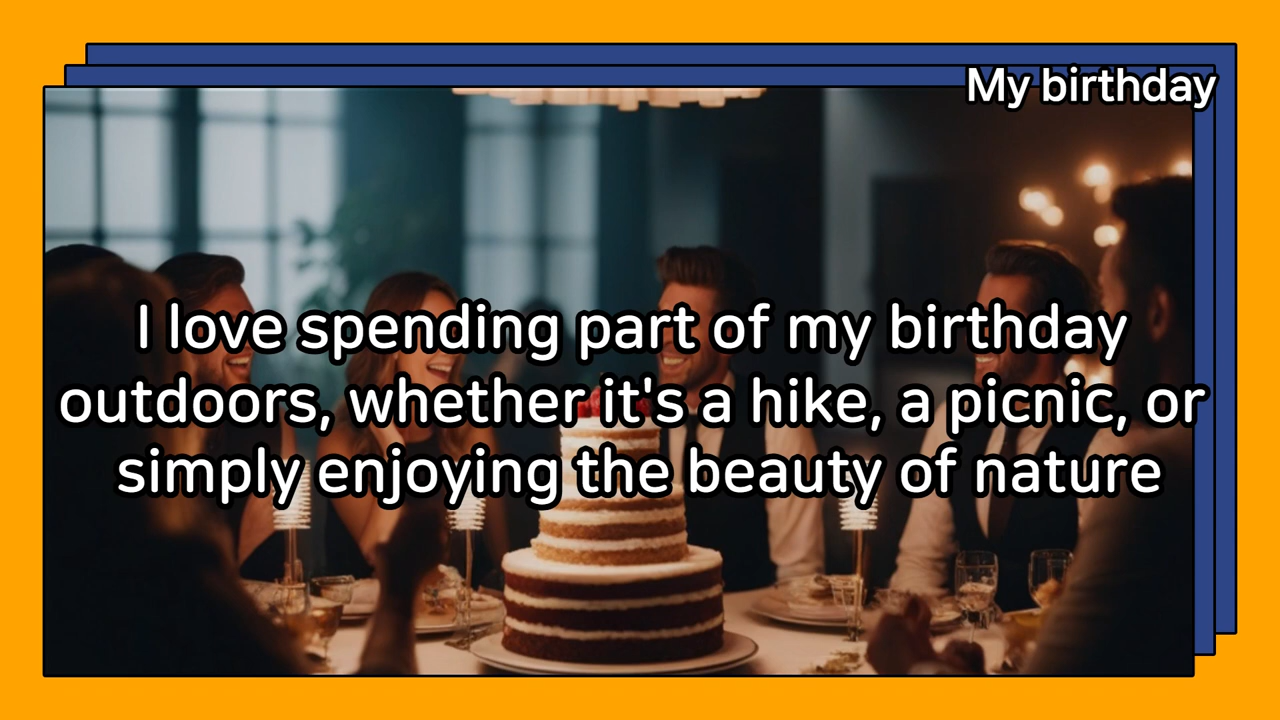 My birthday
I love spending part of my birthday
outdoors, whether it's a hike, a picnic, or
simply enjoying the beauty of nature